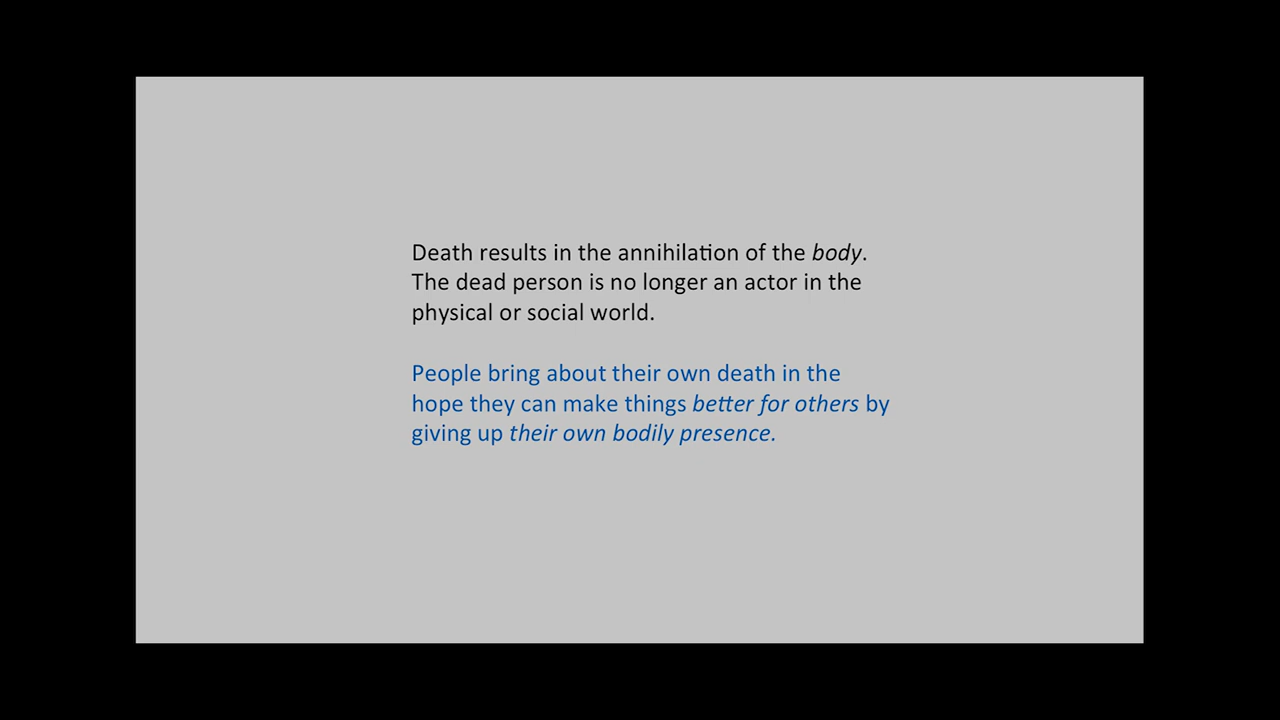 Death results in the annihilation of the body.
The dead person is no longer an actor in the
physical or social world.
People bring about their own death in the
hope they can make things better for others by
giving up their own bodily presence.